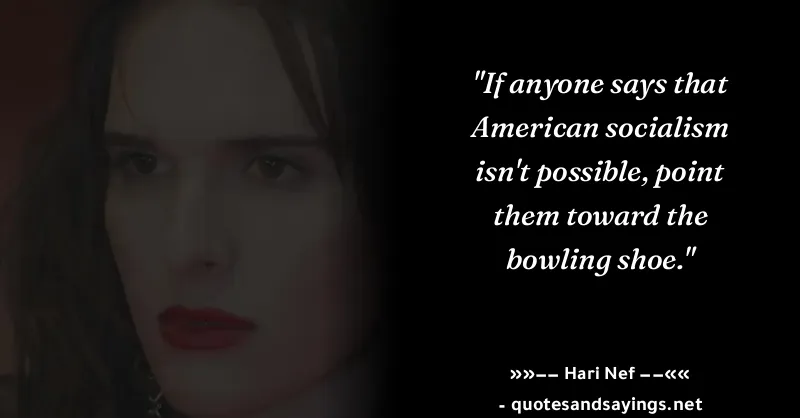 "If anyone says that
American socialism
isn't possible, point
them toward the
bowling shoe."
»»–– Hari Nef ––««
- quotesandsayings.net